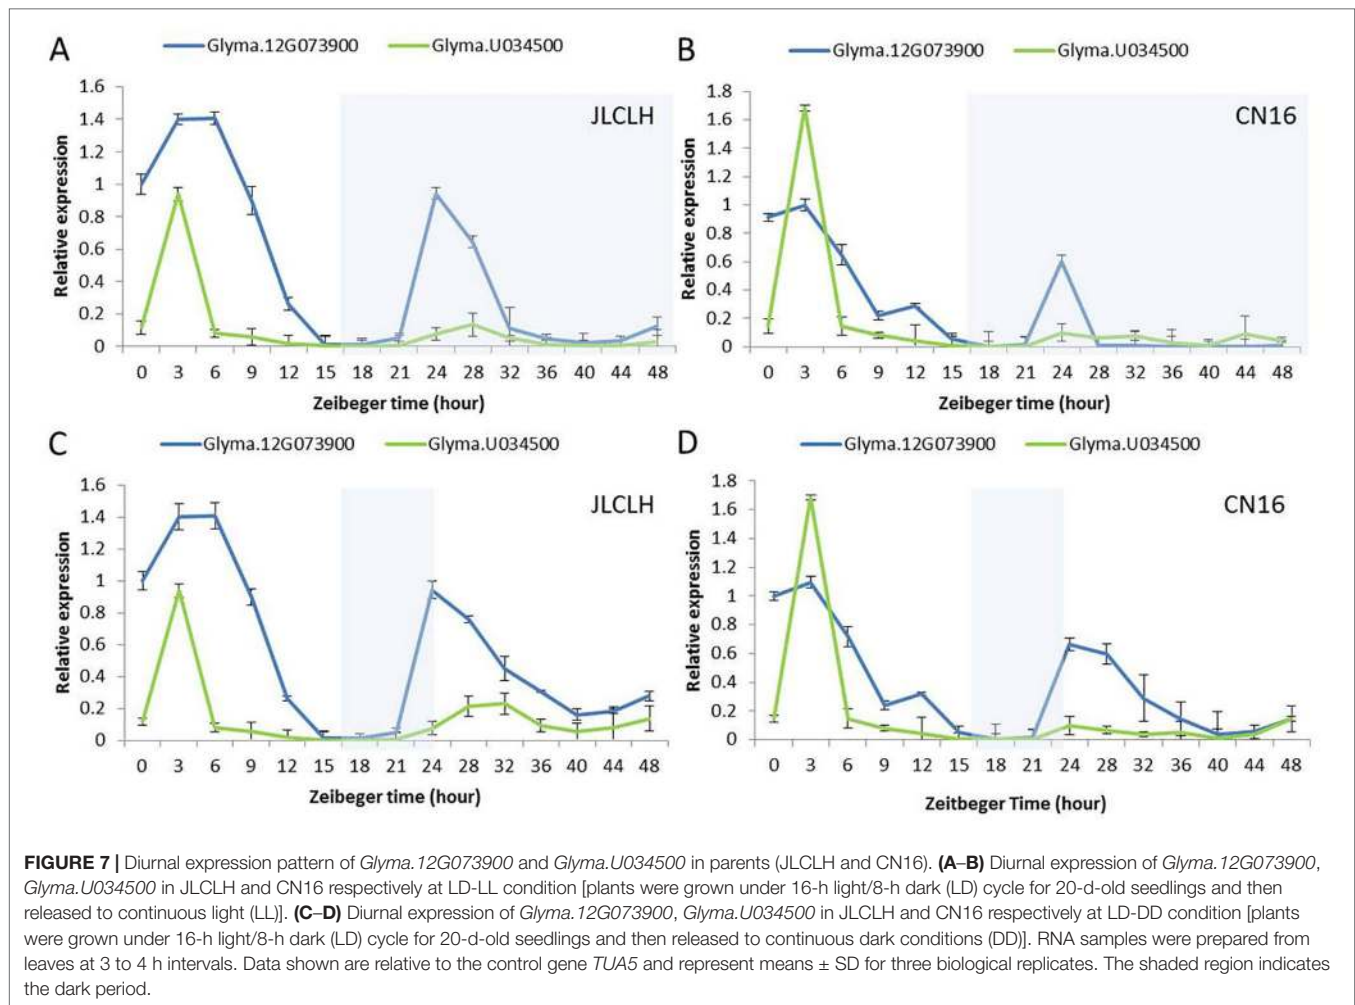 A
Glyma.12G073900
Glyma.U034500
1.6
1.4
1.2
1
0.8
0.6
0.4
0.2
0
Relative expression
JLCLH
0 3 6 9 12 15 18 21 24 28 32 36 40 44 48
Zeibeger time (hour)
B
Glyma.12G073900
Glyma.U034500
1.8
1.6
1.4
1.2
1
0.8
0.6
0.4
0.2
0
Relative expression
CN16
0 3 6 9 12 15 18 21 24 28 32 36 40 44 48
Zeibeger time (hour)
C
Glyma.12G073900
Glyma.U034500
1.6
1.4
1.2
1
0.8
0.6
0.4
0.2
0
Relative expression
JLCLH
0 3 6 9 12 15 18 21 24 28 32 36 40 44 48
Zeibeger time (hour)
D
Glyma.12G073900
Glyma.U034500
1.8
1.6
1.4
1.2
1
0.8
0.6
0.4
0.2
0
Relative expression
CN16
0 3 6 9 12 15 18 21 24 28 32 36 40 44 48
Zeitbeger Time (hour)
FIGURE 7 | Diurnal expression pattern of Glyma.12G073900 and Glyma.U034500 in parents (JLCLH and CN16). (A–B) Diurnal expression of Glyma.12G073900,
Glyma.U034500 in JLCLH and CN16 respectively at LD-LL condition [plants were grown under 16-h light/8-h dark (LD) cycle for 20-d-old seedlings and then
released to continuous light (LL)]. (C–D) Diurnal expression of Glyma.12G073900, Glyma.U034500 in JLCLH and CN16 respectively at LD-DD condition [plants
were grown under 16-h light/8-h dark (LD) cycle for 20-d-old seedlings and then released to continuous dark conditions (DD)]. RNA samples were prepared from
leaves at 3 to 4 h intervals. Data shown are relative to the control gene TUA5 and represent means ± SD for three biological replicates. The shaded region indicates
the dark period.